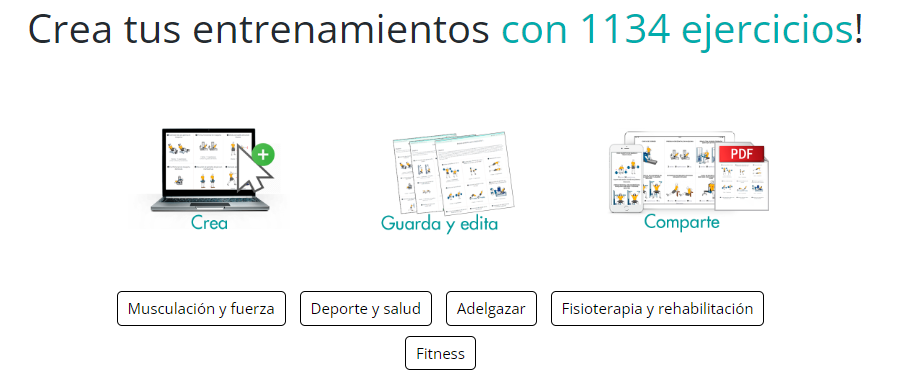 Crea tus entrenamientos con 1134 ejercicios!
PDF
Crea
Guarda y edita
Comparte
Musculación y fuerza
Deporte y salud
Adelgazar
Fisioterapia y rehabilitación
Fitness